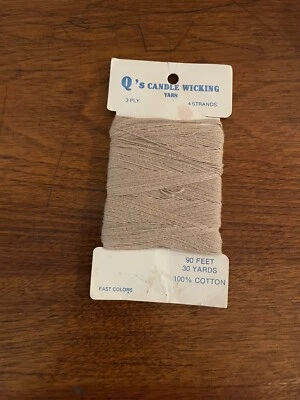 Q's CANDLE WICKING
YARN
3 PLY 4 STRANDS
90 FEET
30 YARDS
100% COTTON
FAST COLORS